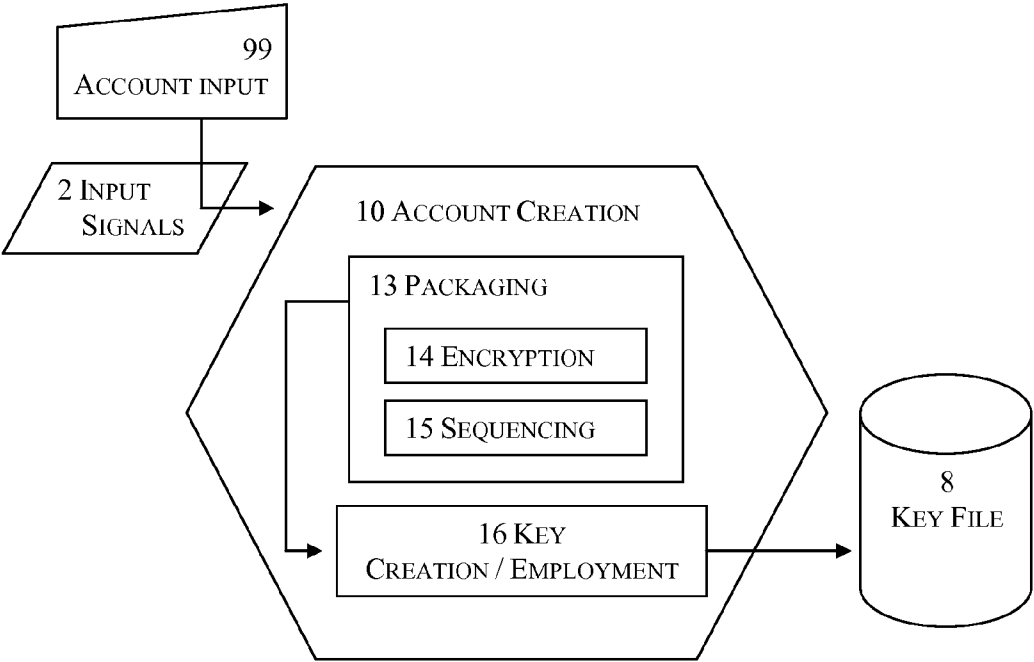 99
ACCOUNT INPUT
2 INPUT
SIGNALS
10 ACCOUNT CREATION
13 PACKAGING
14 ENCRYPTION
15 SEQUENCING
16 KEY
CREATION / EMPLOYMENT
8
KEY FILE